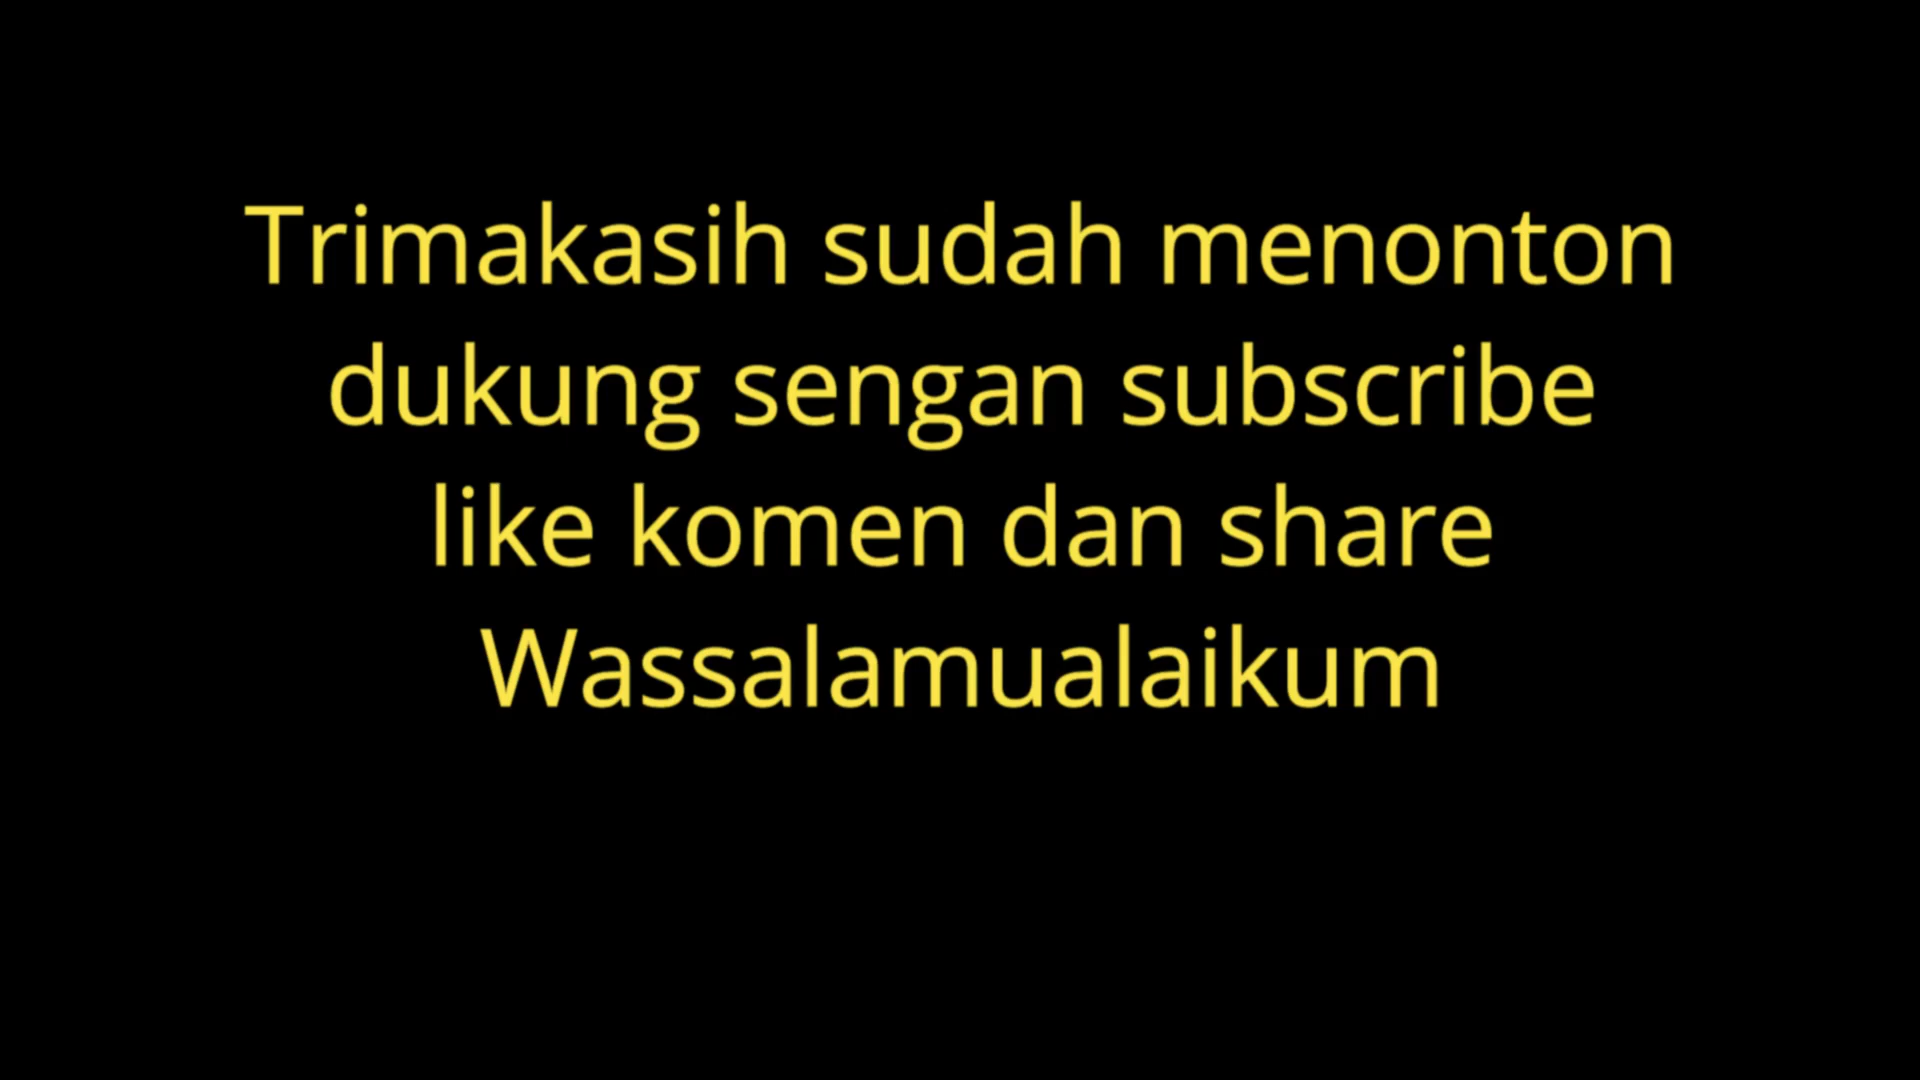 Trimakasih sudah menonton
dukung sengan subscribe
like komen dan share
Wassalamualaikum